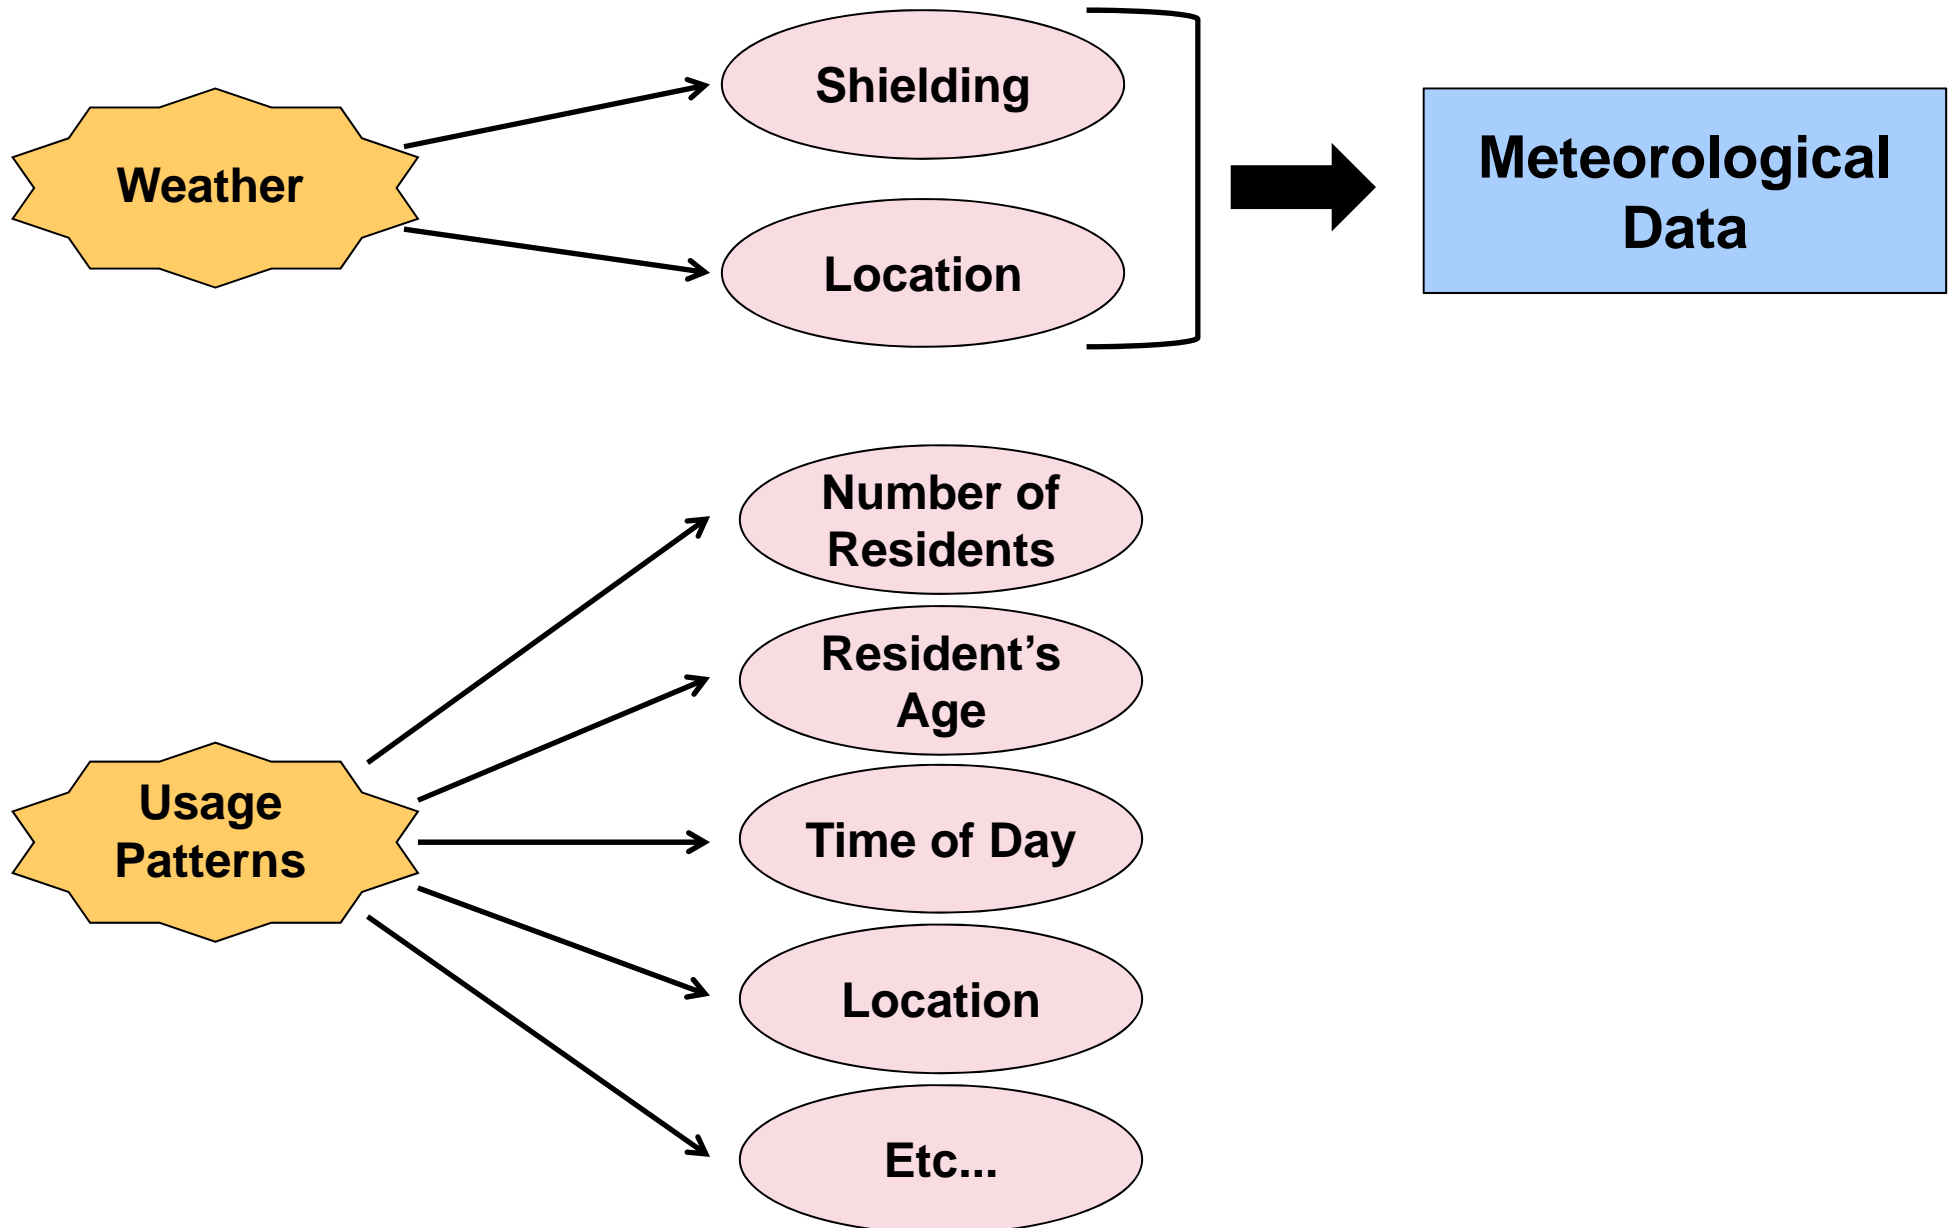 Weather
Shielding
Location
Meteorological
Data
Usage
Patterns
Number of
Residents
Resident’s
Age
Time of Day
Location
Etc...